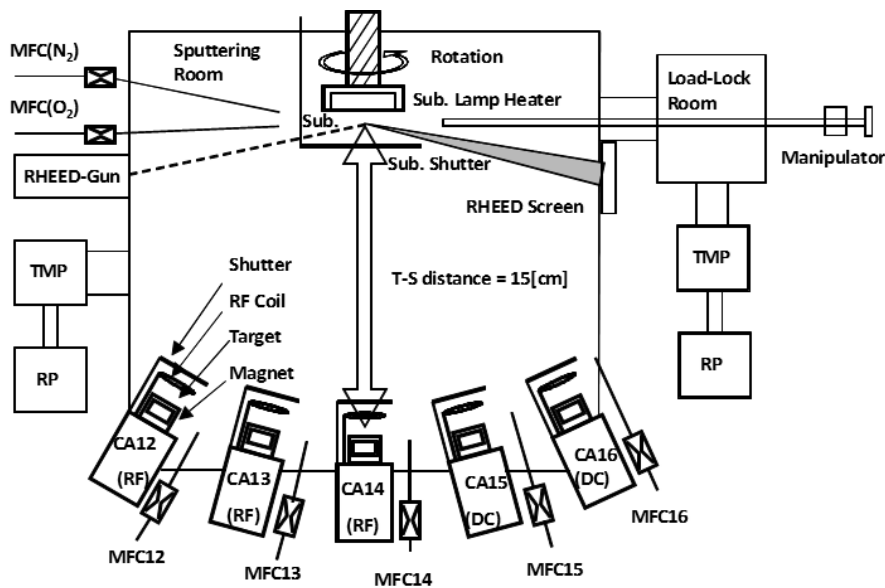 MFC(N₂)
Sputtering
Room
Rotation
Load-Lock
Room
MFC(O₂)
Sub. Lamp Heater
Sub.
Manipulator
RHEED-Gun
Sub. Shutter
RHEED Screen
TMP
Shutter
T-S distance = 15[cm]
TMP
RF Coil
Target
RP
Magnet
RP
CA12
(RF)
CA13
(RF)
CA14
(RF)
CA15
(DC)
CA16
(DC)
MFC12
MFC13
MFC14
MFC15
MFC16